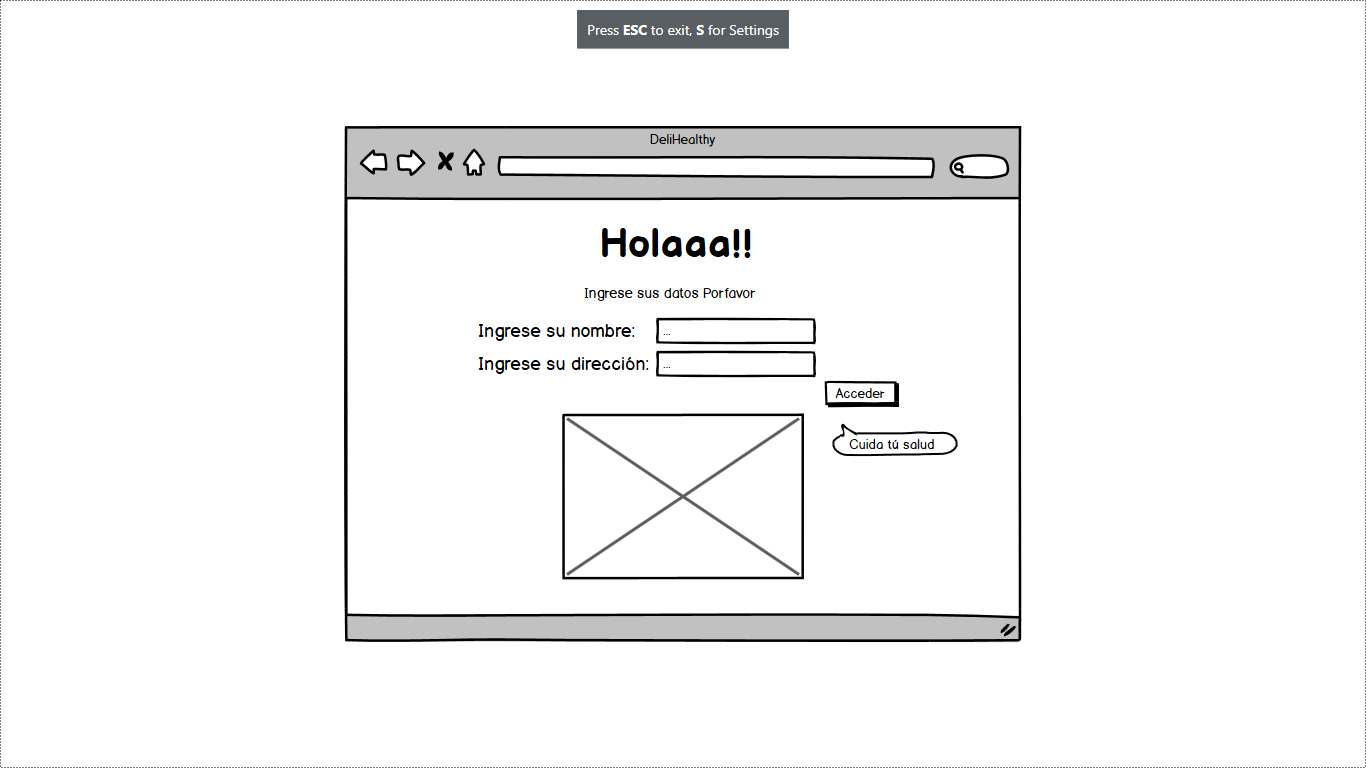 Press ESC to exit, S for Settings
DeliHealthy
Holaaa!!
Ingrese sus datos Porfavor
Ingrese su nombre: ...
Ingrese su dirección: ...
Acceder
Cuida tú salud